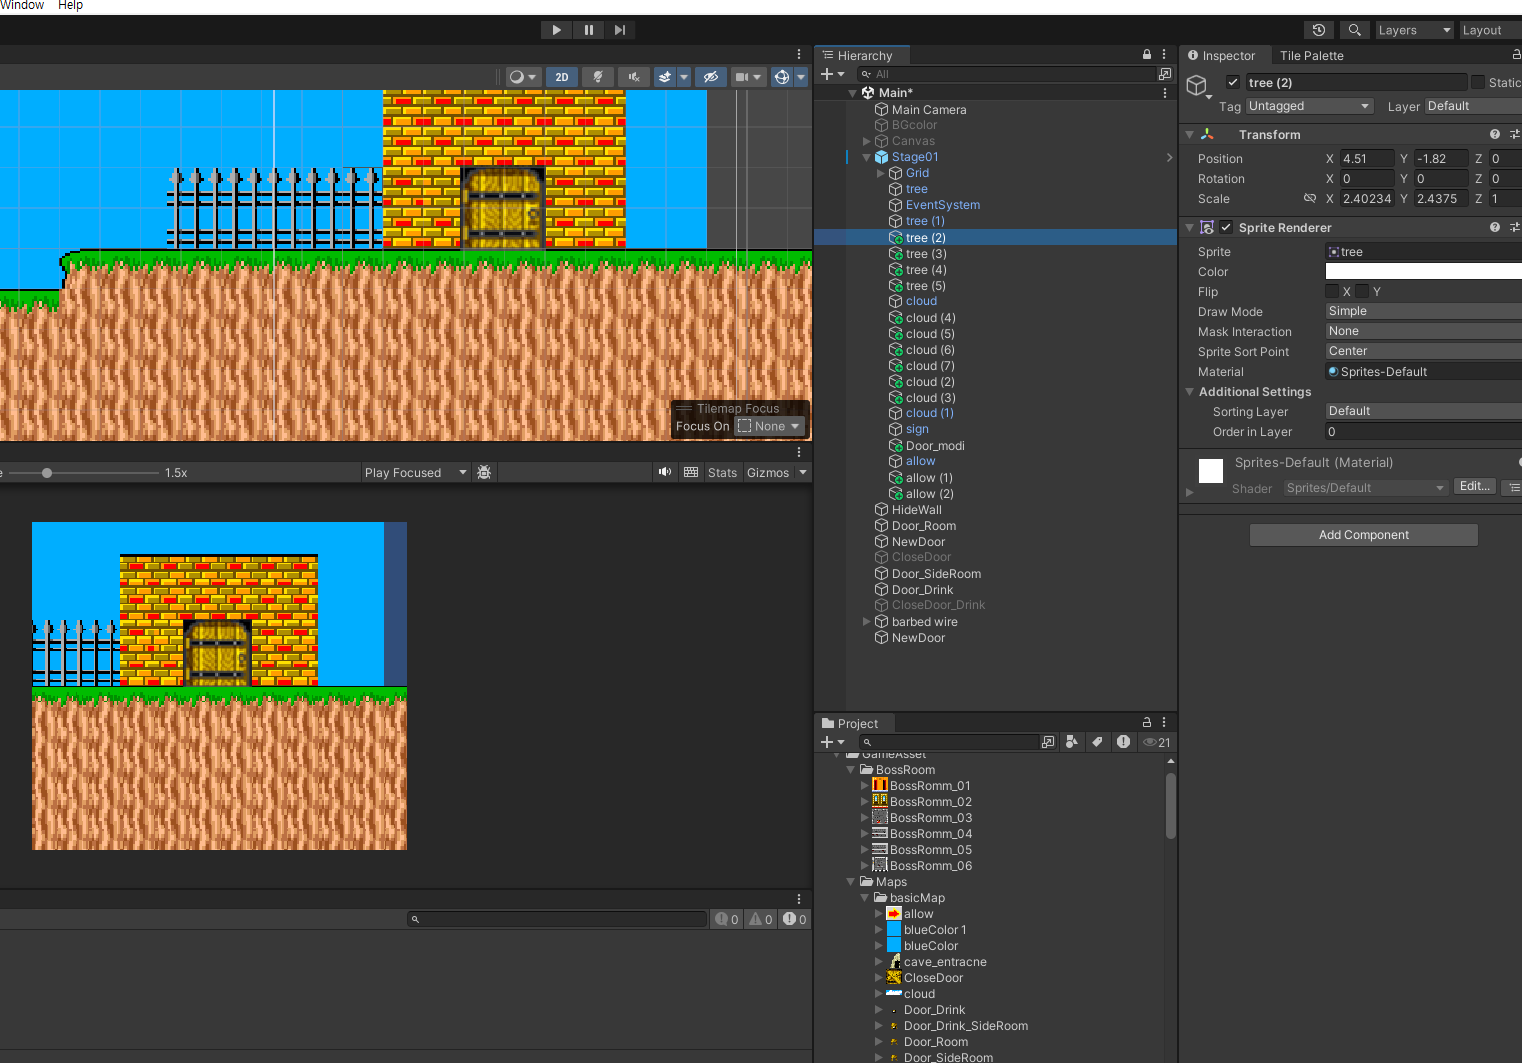 Window Help
Layers
Layout
Hierarchy
Inspector
Tile Palette
2D
All
tree (2)
Static
Tag Untagged
Layer Default
Main*
Main Camera
BGcolor
Canvas
Stage01
Grid
tree
EventSystem
tree (1)
tree (2)
tree (3)
tree (4)
tree (5)
cloud
cloud (4)
cloud (5)
cloud (6)
cloud (7)
cloud (2)
cloud (3)
cloud (1)
sign
Door_modi
allow
allow (1)
allow (2)
HideWall
Door_Room
NewDoor
CloseDoor
Door_SideRoom
Door_Drink
CloseDoor_Drink
barbed wire
NewDoor
Transform
Position X 4.51 Y -1.82 Z 0
Rotation X 0 Y 0 Z 0
Scale X 2.40234 Y 2.4375 Z 1
Sprite Renderer
Sprite tree
Color
Flip X Y
Draw Mode Simple
Mask Interaction None
Sprite Sort Point Center
Material Sprites-Default
Additional Settings
Sorting Layer Default
Order in Layer 0
Sprites-Default (Material)
Shader Sprites/Default Edit...
Add Component
Tilemap Focus
Focus On None
1.5x
Play Focused
Stats
Gizmos
0 0 0
Project
21
GameAsset
BossRoom
BossRomm_01
BossRomm_02
BossRomm_03
BossRomm_04
BossRomm_05
BossRomm_06
Maps
basicMap
allow
blueColor 1
blueColor
cave_entracne
CloseDoor
cloud
Door_Drink
Door_Drink_SideRoom
Door_Room
Door_SideRoom